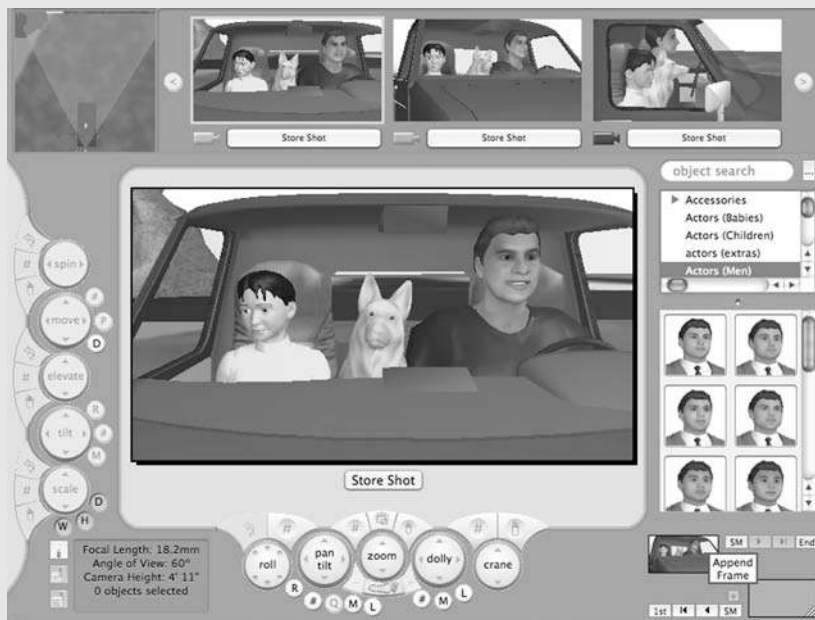 Store Shot
Store Shot
Store Shot
object search
...
Accessories
Actors (Babies)
Actors (Children)
actors (extras)
Actors (Men)
spin
#
move
#
P
D
elevate
#
R
tilt
#
M
scale
#
D
H
W
Store Shot
Focal Length: 18.2mm
Angle of View: 60°
Camera Height: 4' 11"
0 objects selected
roll
#
pan
tilt
#
zoom
dolly
#
crane
R
#
Q
M
L
#
M
L
SM
End
Append
Frame
1st
SM